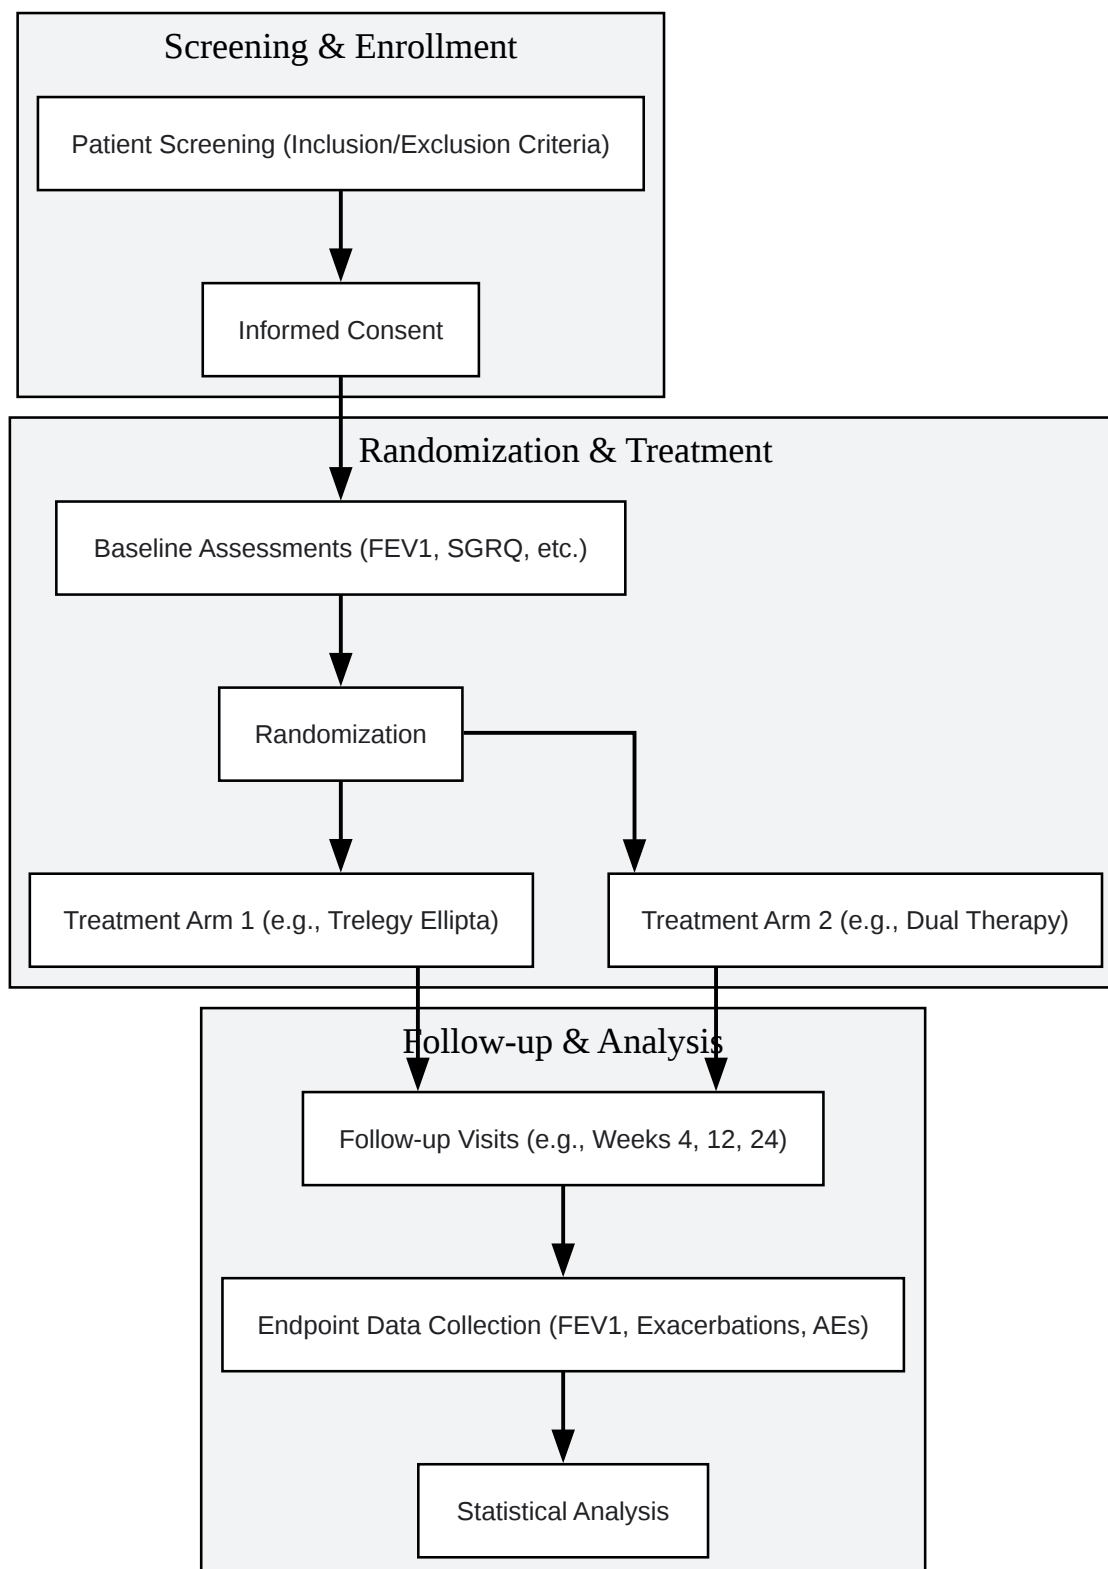 Screening & Enrollment
Patient Screening (Inclusion/Exclusion Criteria)
Informed Consent
Randomization & Treatment
Baseline Assessments (FEV1, SGRQ, etc.)
Randomization
Treatment Arm 1 (e.g., Trelegy Ellipta)
Treatment Arm 2 (e.g., Dual Therapy)
Follow-up & Analysis
Follow-up Visits (e.g., Weeks 4, 12, 24)
Endpoint Data Collection (FEV1, Exacerbations, AEs)
Statistical Analysis